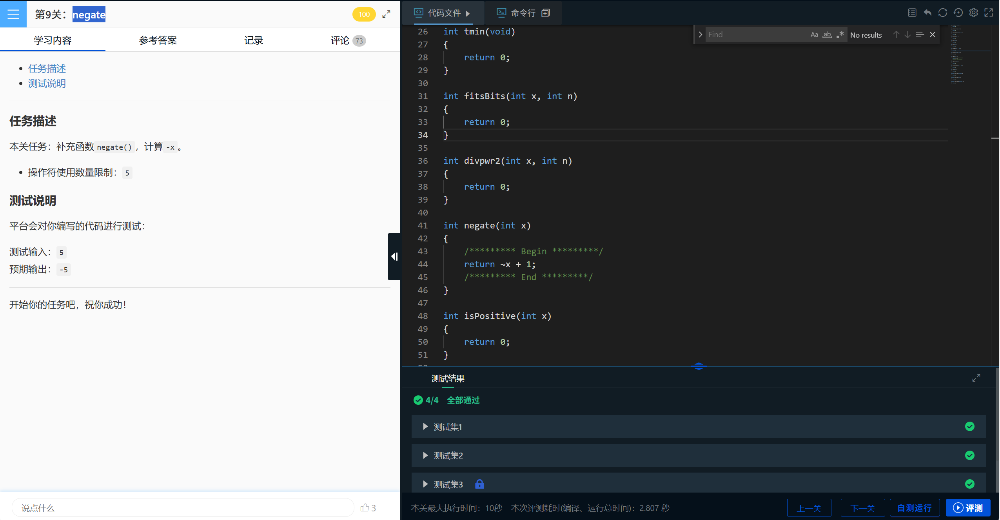 第9关：negate
100
学习内容
参考答案
记录
评论 73
任务描述
测试说明
任务描述
本关任务：补充函数negate()，计算-x。
操作符使用数量限制：5
测试说明
平台会对你编写的代码进行测试：
测试输入：5
预期输出：-5
开始你的任务吧，祝你成功！
说点什么
3
代码文件
命令行
Find
Aa
ab
No results
26 int tmin(void)
27 {
28 return 0;
29 }
30
31 int fitsBits(int x, int n)
32 {
33 return 0;
34 }
35
36 int divpwr2(int x, int n)
37 {
38 return 0;
39 }
40
41 int negate(int x)
42 {
43 /********* Begin *********/
44 return ~x + 1;
45 /********* End *********/
46 }
47
48 int isPositive(int x)
49 {
50 return 0;
51 }
测试结果
4/4 全部通过
测试集1
测试集2
测试集3
本关最大执行时间：10秒 本次评测耗时(编译、运行总时间)：2.807 秒
上一关
下一关
自测运行
评测